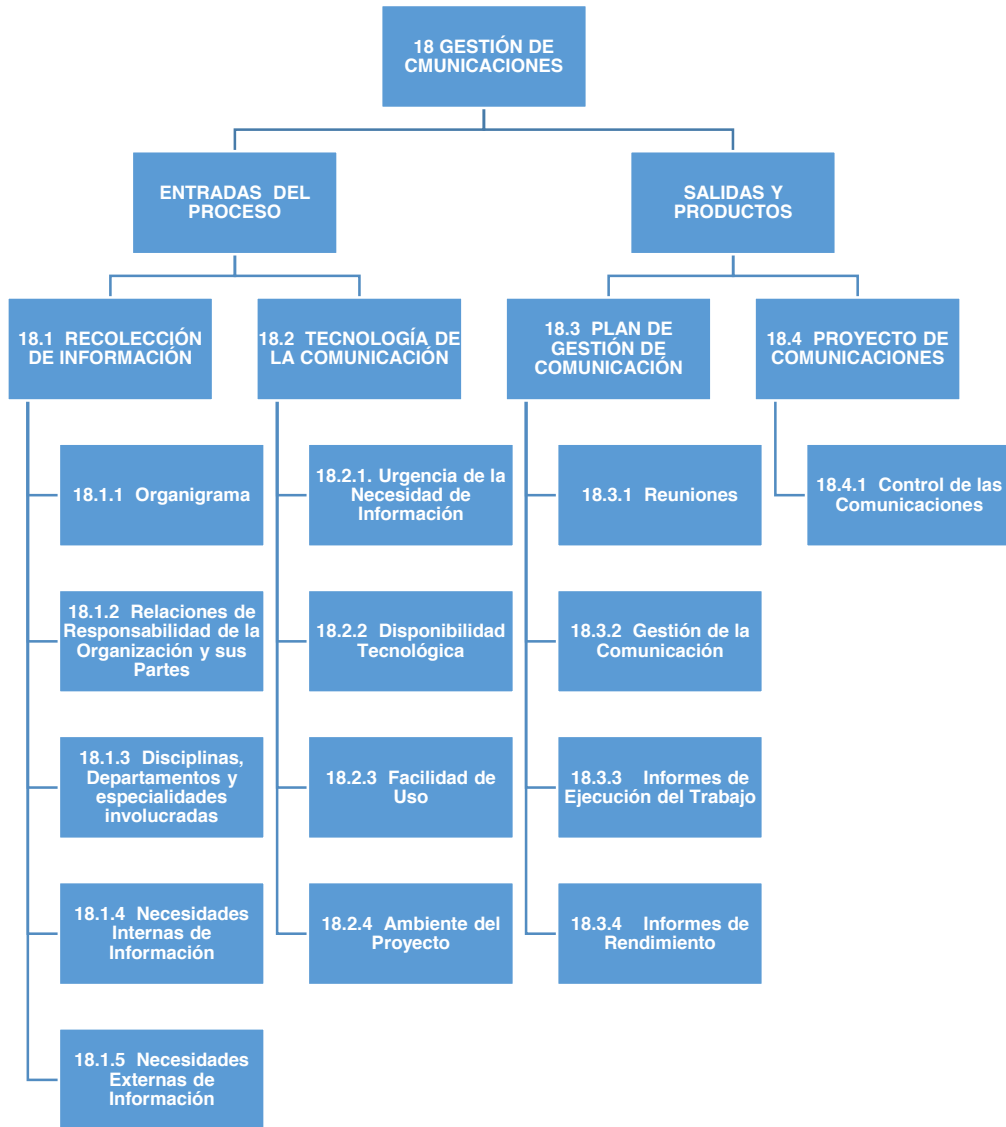 18 GESTIÓN DE
CMUNICACIONES
ENTRADAS DEL
PROCESO
SALIDAS Y
PRODUCTOS
18.1 RECOLECCIÓN
DE INFORMACIÓN
18.2 TECNOLOGÍA DE
LA COMUNICACIÓN
18.3 PLAN DE
GESTIÓN DE
COMUNICACIÓN
18.4 PROYECTO DE
COMUNICACIONES
18.1.1 Organigrama
18.1.2 Relaciones de
Responsabilidad de la
Organización y sus
Partes
18.1.3 Disciplinas,
Departamentos y
especialidades
involucradas
18.1.4 Necesidades
Internas de
Información
18.1.5 Necesidades
Externas de
Información
18.2.1. Urgencia de la
Necesidad de
Información
18.2.2 Disponibilidad
Tecnológica
18.2.3 Facilidad de
Uso
18.2.4 Ambiente del
Proyecto
18.3.1 Reuniones
18.3.2 Gestión de la
Comunicación
18.3.3 Informes de
Ejecución del Trabajo
18.3.4 Informes de
Rendimiento
18.4.1 Control de las
Comunicaciones